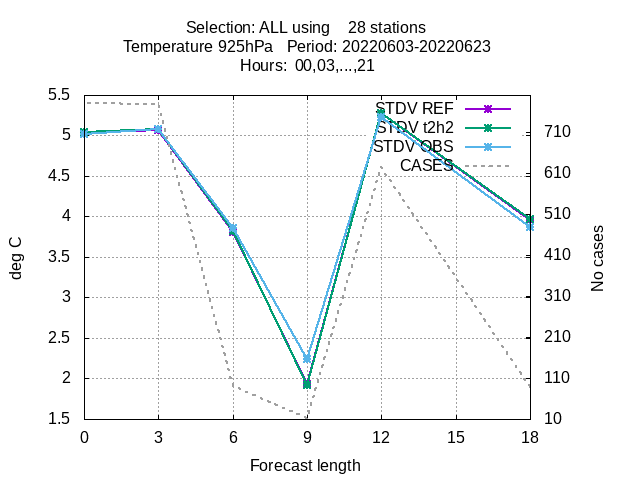 Selection: ALL using 28 stations
Temperature 925hPa Period: 20220603-20220623
Hours: 00,03,...,21
5.5
5
4.5
4
3.5
3
2.5
2
1.5
deg C
STDV REF
STDV t2h2
STDV OBS
CASES
710
610
510
410
310
210
110
10
No cases
0 3 6 9 12 15 18
Forecast length